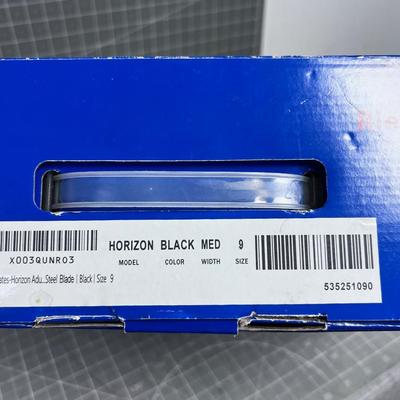 HORIZON BLACK MED 9
MODEL COLOR WIDTH SIZE
X003QUNR03
ates-Horizon Adu...Steel Blade | Black | Size 9
535251090